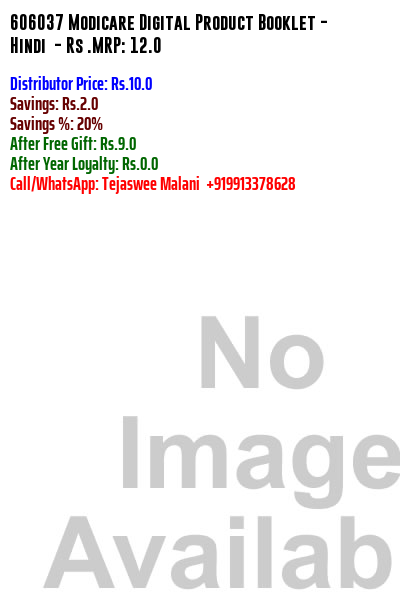 606037 Modicare Digital Product Booklet -
Hindi - Rs .MRP: 12.0
Distributor Price: Rs.10.0
Savings: Rs.2.0
Savings %: 20%
After Free Gift: Rs.9.0
After Year Loyalty: Rs.0.0
Call/WhatsApp: Tejaswee Malani +919913378628
No
Image
Availab